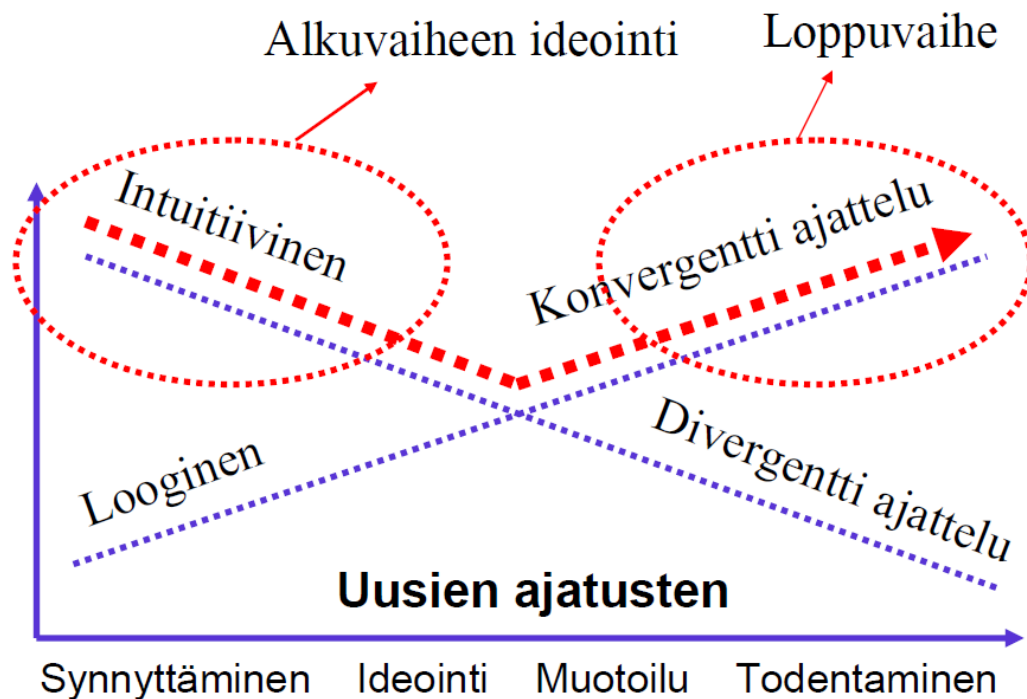 Alkuvaiheen ideointi
Loppuvaihe
Intuitiivinen
Konvergentti ajattelu
Looginen
Divergentti ajattelu
Uusien ajatusten
Synnyttäminen Ideointi Muotoilu Todentaminen